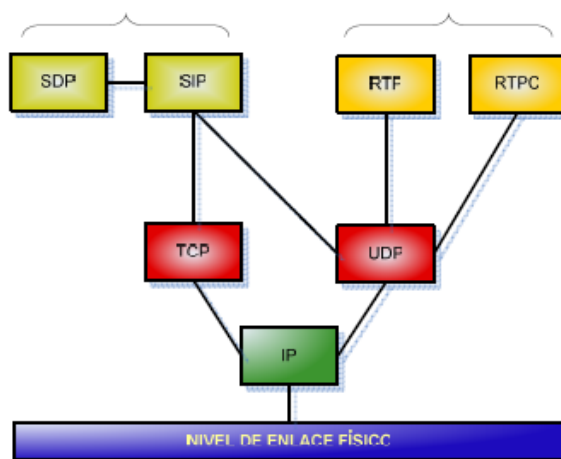 SDP SIP RTP RTPC
TCP UDP
IP
NIVEL DE ENLACE FÍSICO